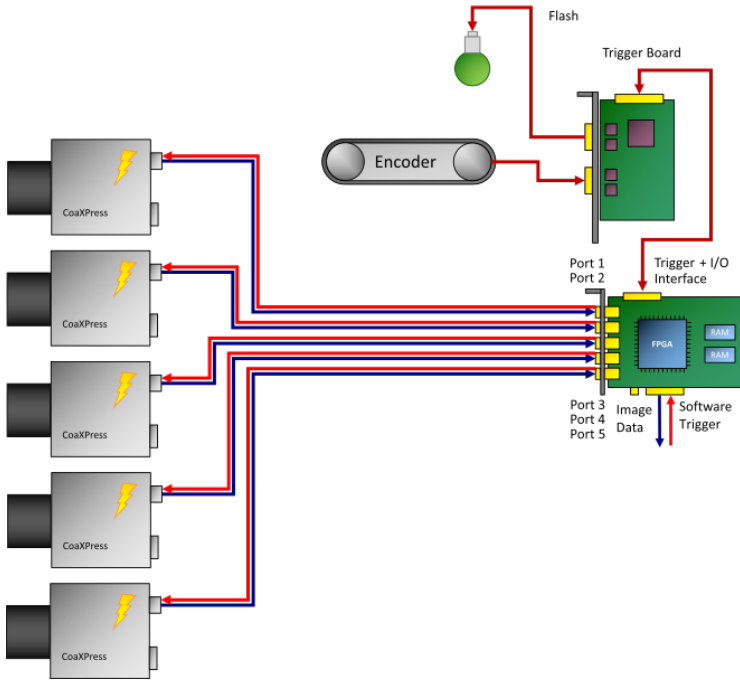 Flash
Trigger Board
Encoder
CoaXPress
Port 1
Port 2
Trigger + I/O
Interface
CoaXPress
FPGA
RAM
RAM
CoaXPress
Port 3
Port 4
Port 5
Image
Data
Software
Trigger
CoaXPress
CoaXPress